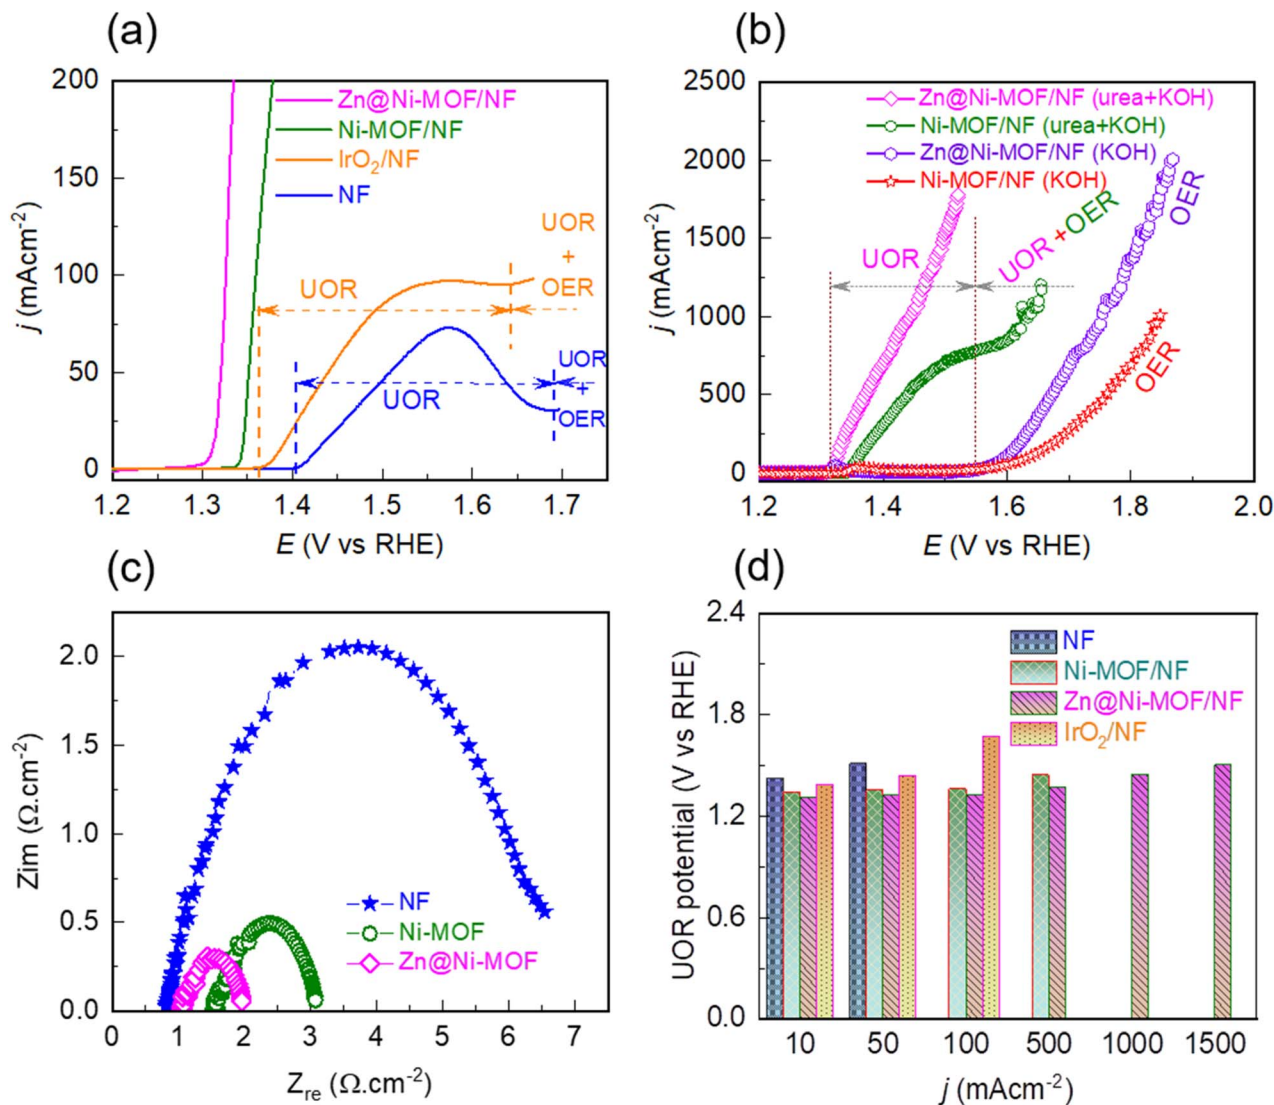 (a)
200
150
100
50
0
j (mAcm⁻²)
Zn@Ni-MOF/NF
Ni-MOF/NF
IrO₂/NF
NF
UOR
+
OER
UOR
UOR
+
OER
UOR
1.2 1.3 1.4 1.5 1.6 1.7
E (V vs RHE)
(b)
2500
2000
1500
1000
500
0
j (mAcm⁻²)
Zn@Ni-MOF/NF (urea+KOH)
Ni-MOF/NF (urea+KOH)
Zn@Ni-MOF/NF (KOH)
Ni-MOF/NF (KOH)
UOR
UOR +OER
OER
OER
1.2 1.4 1.6 1.8 2.0
E (V vs RHE)
(c)
2.0
1.5
1.0
0.5
0.0
Zim (Ω.cm⁻²)
NF
Ni-MOF
Zn@Ni-MOF
0 1 2 3 4 5 6 7
Zre (Ω.cm⁻²)
(d)
2.4
1.8
1.2
0.6
0.0
UOR potential (V vs RHE)
NF
Ni-MOF/NF
Zn@Ni-MOF/NF
IrO₂/NF
10 50 100 500 1000 1500
j (mAcm⁻²)